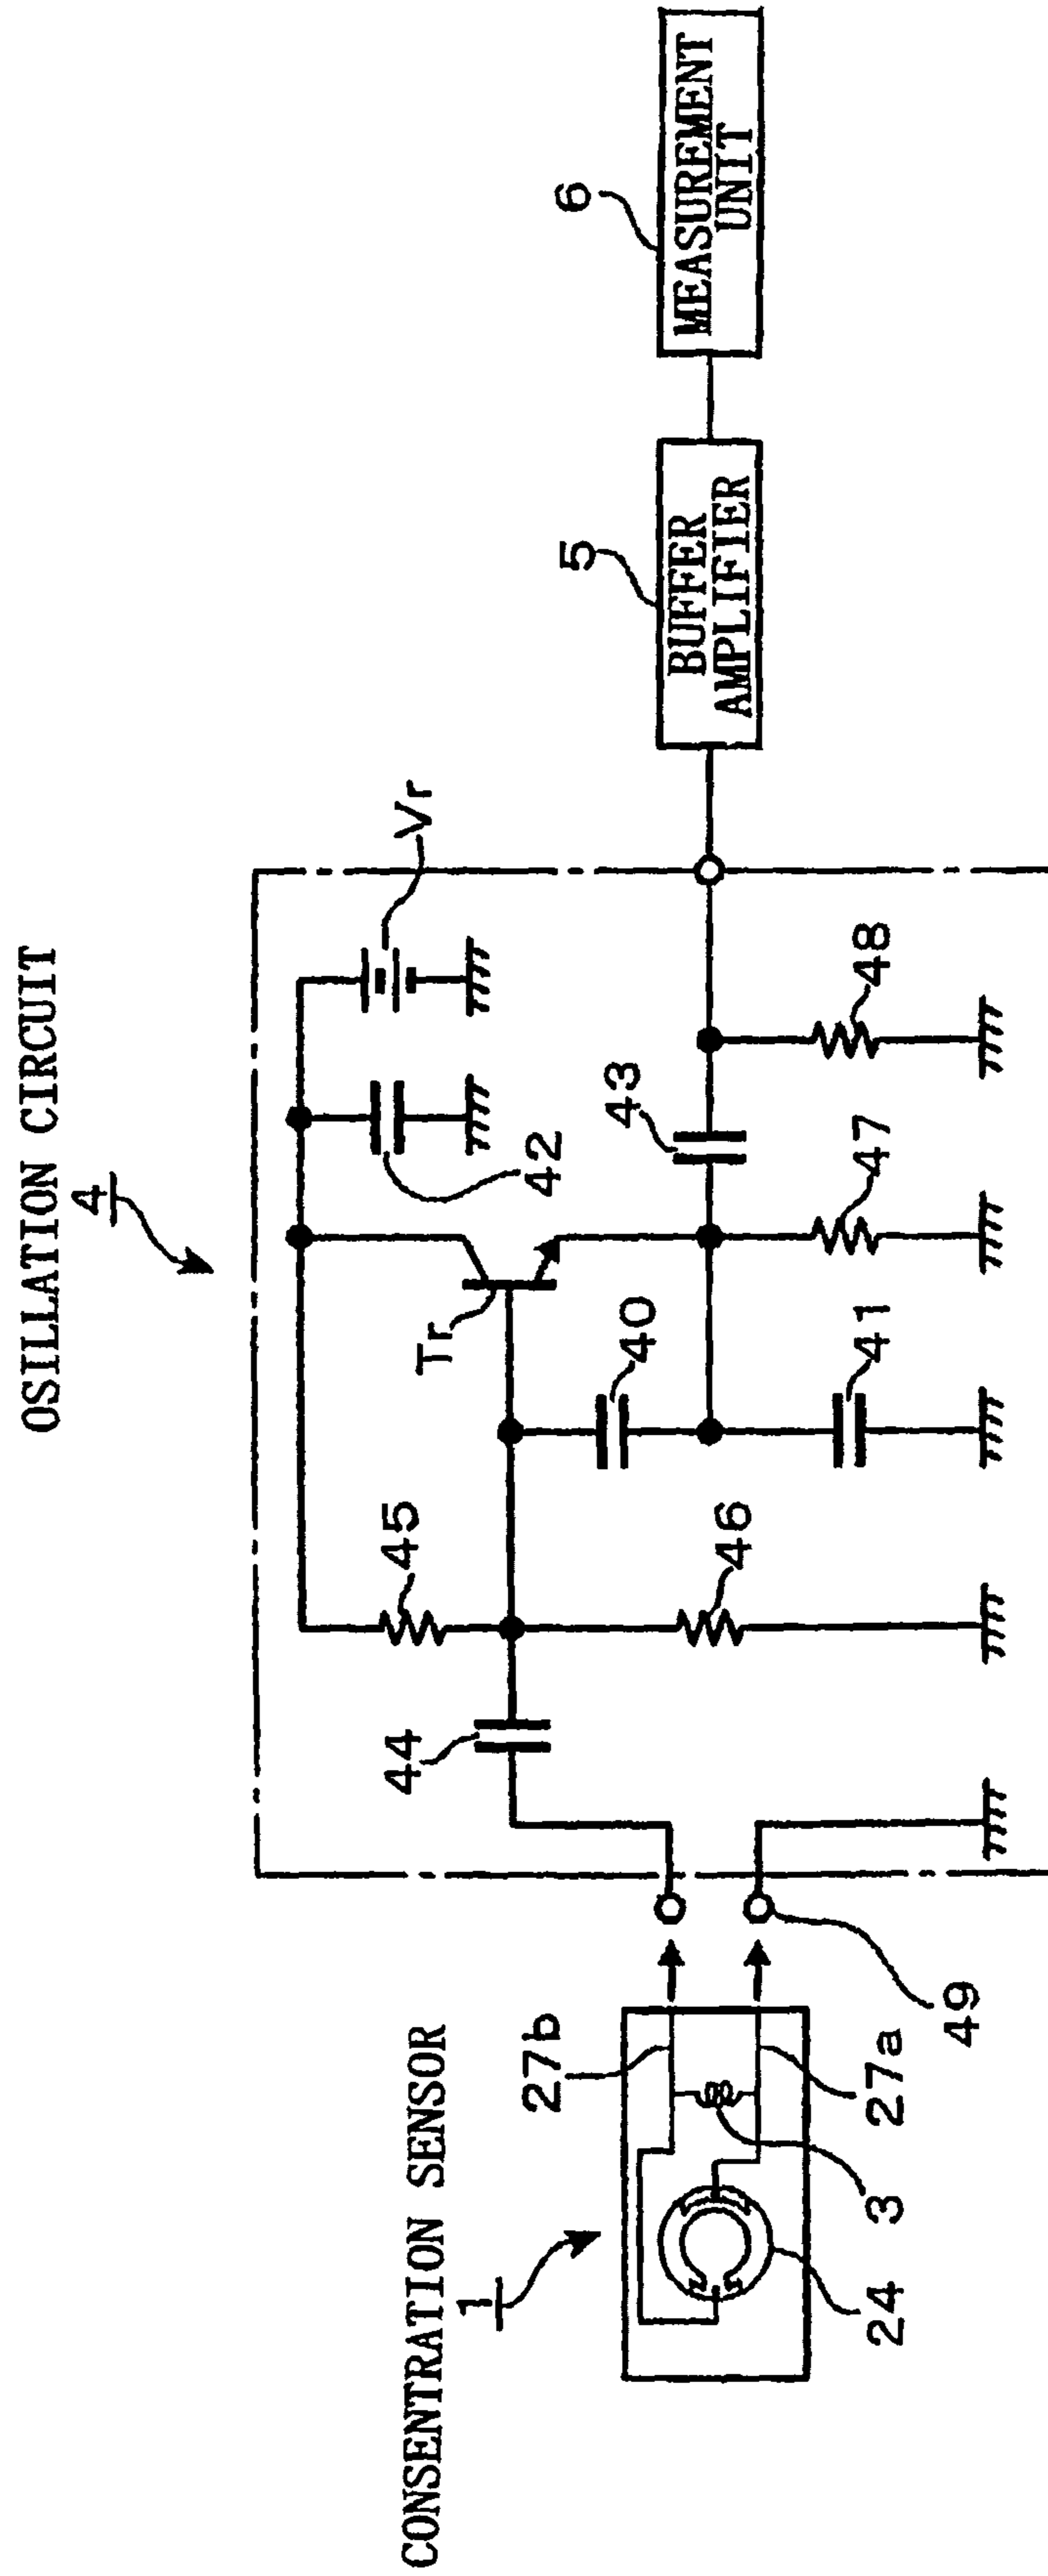 OSILLATION CIRCUIT
4
Vr
42
Tr
45
44
43
40
41
46
47
48
5
BUFFER
AMPLIFIER
6
MEASUREMENT
UNIT
CONSENTRATION SENSOR
1
27b
27a
49
3
24